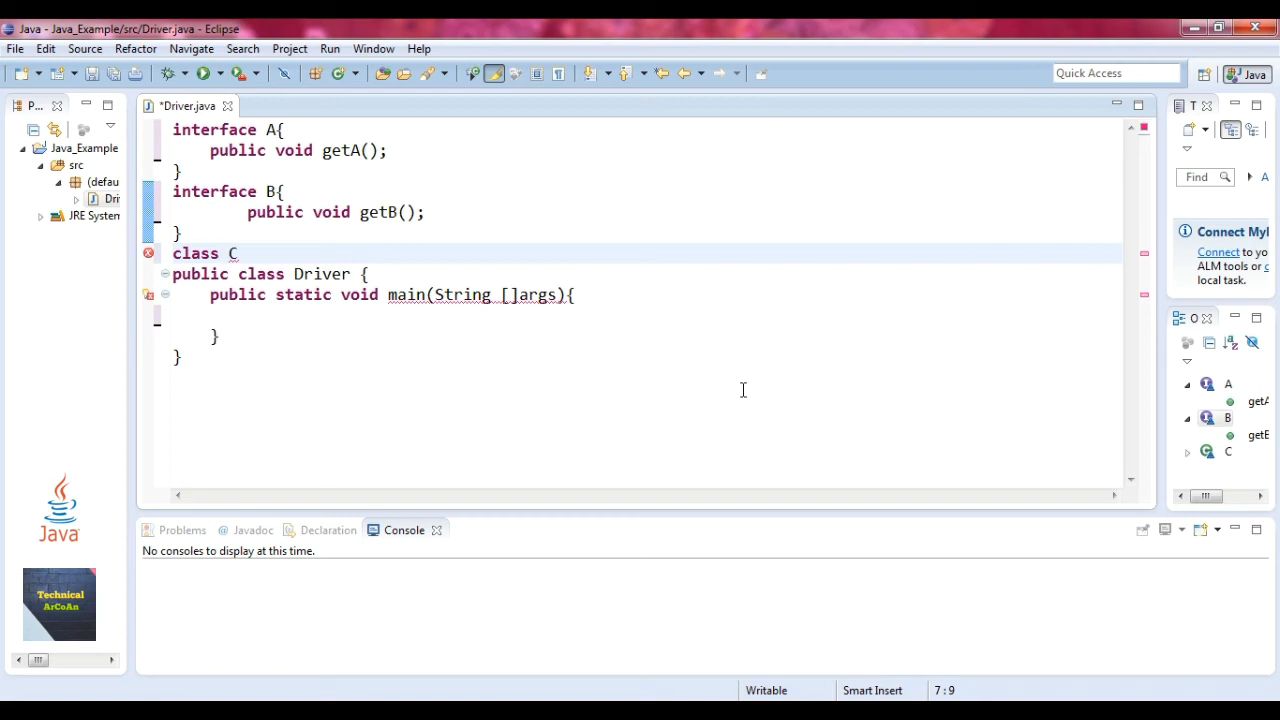 Java - Java_Example/src/Driver.java - Eclipse
File Edit Source Refactor Navigate Search Project Run Window Help
Quick Access
Java
P...
*Driver.java
T
Java_Example
src
(defau
Dri
JRE System
interface A{
public void getA();
}
interface B{
public void getB();
}
class C
public class Driver {
public static void main(String []args){
}
}
Find
A
Connect Myl
Connect to yo
ALM tools or c
local task.
O
A
getA
B
getE
C
Java
Technical
ArCoAn
Problems @ Javadoc Declaration Console
No consoles to display at this time.
Writable Smart Insert 7 : 9